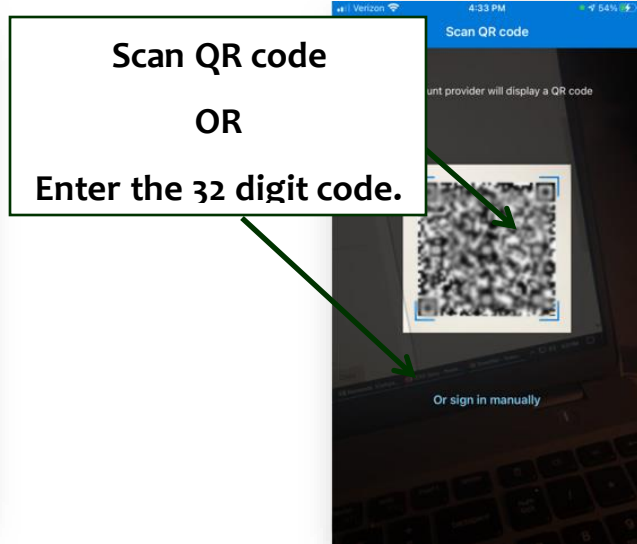 Verizon 4:33 PM 54%
Scan QR code
unt provider will display a QR code
Scan QR code
OR
Enter the 32 digit code.
Or sign in manually